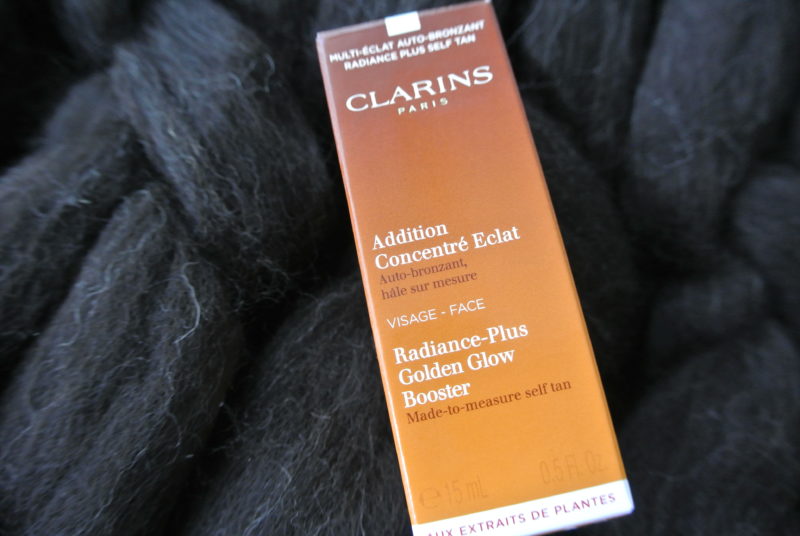 MULTI-ÉCLAT AUTO-BRONZANT
RADIANCE PLUS SELF TAN
CLARINS
PARIS
Addition
Concentré Eclat
Auto-bronzant,
hâle sur mesure
VISAGE - FACE
Radiance-Plus
Golden Glow
Booster
Made-to-measure self tan
e 15 mL 0.5 Fl. Oz.
AUX EXTRAITS DE PLANTES